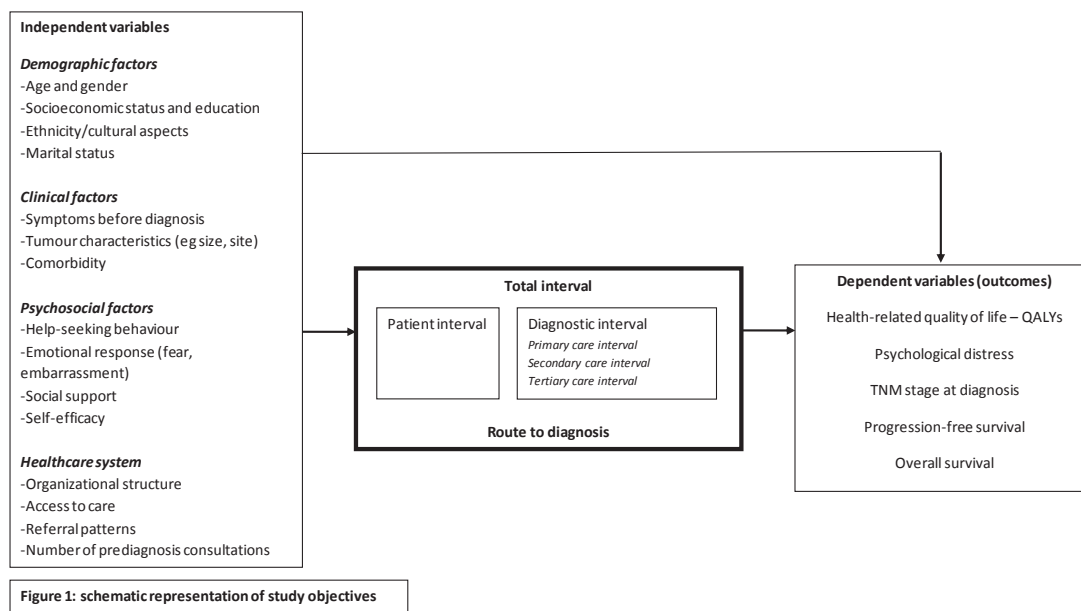 Independent variables
Demographic factors
-Age and gender
-Socioeconomic status and education
-Ethnicity/cultural aspects
-Marital status
Clinical factors
-Symptoms before diagnosis
-Tumour characteristics (eg size, site)
-Comorbidity
Psychosocial factors
-Help-seeking behaviour
-Emotional response (fear,
embarrassment)
-Social support
-Self-efficacy
Healthcare system
-Organizational structure
-Access to care
-Referral patterns
-Number of prediagnosis consultations
Total interval
Patient interval
Diagnostic interval
Primary care interval
Secondary care interval
Tertiary care interval
Route to diagnosis
Dependent variables (outcomes)
Health-related quality of life – QALYs
Psychological distress
TNM stage at diagnosis
Progression-free survival
Overall survival
Figure 1: schematic representation of study objectives